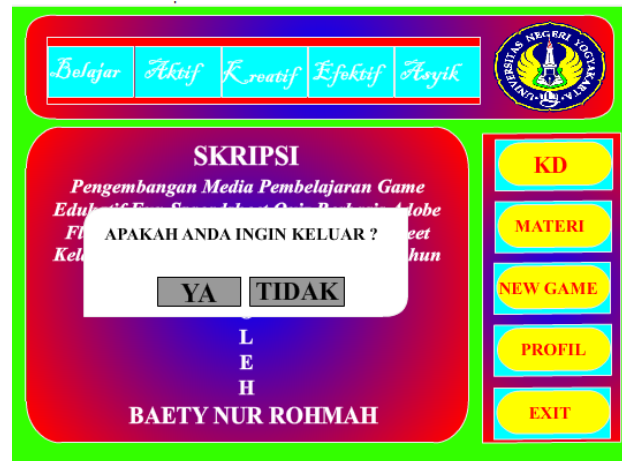 Belajar Aktif Kreatif Efektif Asyik
UNIVERSITAS NEGERI YOGYAKARTA
SKRIPSI
Pengembangan Media Pembelajaran Game
APAKAH ANDA INGIN KELUAR ?
YA TIDAK
L
E
H
BAETY NUR ROHMAH
KD
MATERI
NEW GAME
PROFIL
EXIT